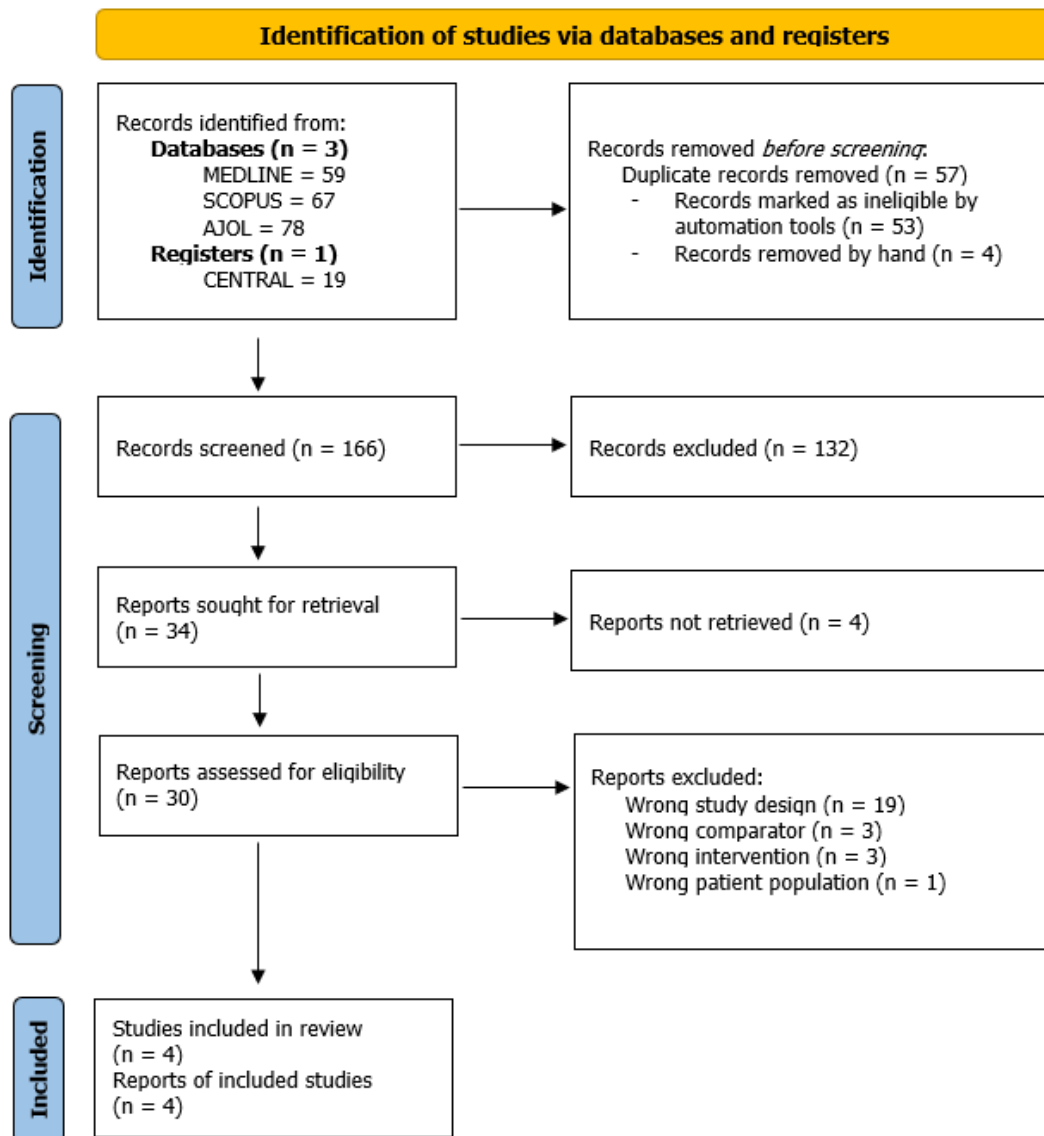 Identification of studies via databases and registers
Identification
Records identified from:
Databases (n = 3)
MEDLINE = 59
SCOPUS = 67
AJOL = 78
Registers (n = 1)
CENTRAL = 19
Records removed before screening:
Duplicate records removed (n = 57)
- Records marked as ineligible by
automation tools (n = 53)
- Records removed by hand (n = 4)
Screening
Records screened (n = 166)
Records excluded (n = 132)
Reports sought for retrieval
(n = 34)
Reports not retrieved (n = 4)
Reports assessed for eligibility
(n = 30)
Reports excluded:
Wrong study design (n = 19)
Wrong comparator (n = 3)
Wrong intervention (n = 3)
Wrong patient population (n = 1)
Included
Studies included in review
(n = 4)
Reports of included studies
(n = 4)